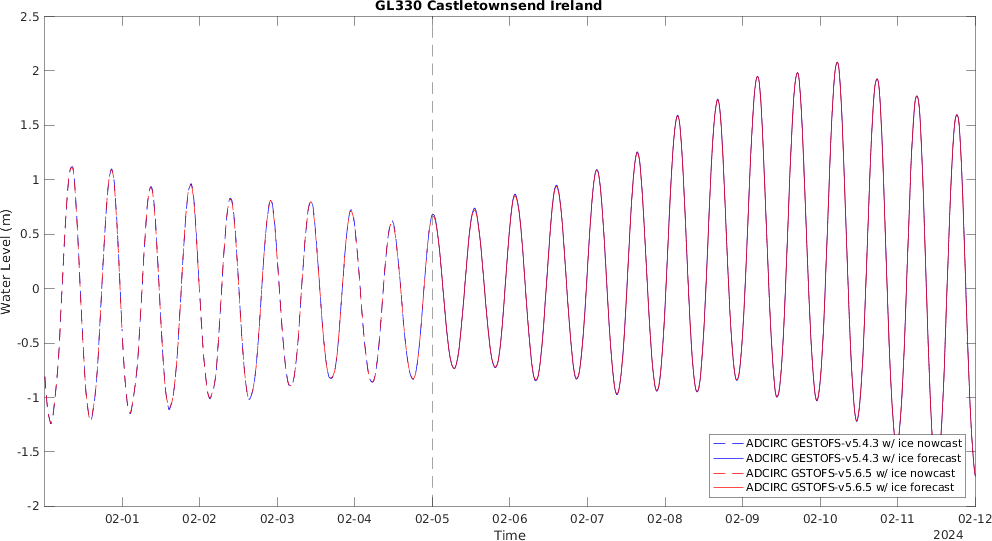 GL330 Castletownsend Ireland
2.5
2
1.5
1
0.5
0
-0.5
-1
-1.5
-2
Water Level (m)
ADCIRC GESTOFS-v5.4.3 w/ ice nowcast
ADCIRC GESTOFS-v5.4.3 w/ ice forecast
ADCIRC GSTOFS-v5.6.5 w/ ice nowcast
ADCIRC GSTOFS-v5.6.5 w/ ice forecast
02-01 02-02 02-03 02-04 02-05 02-06 02-07 02-08 02-09 02-10 02-11 02-12
Time
2024